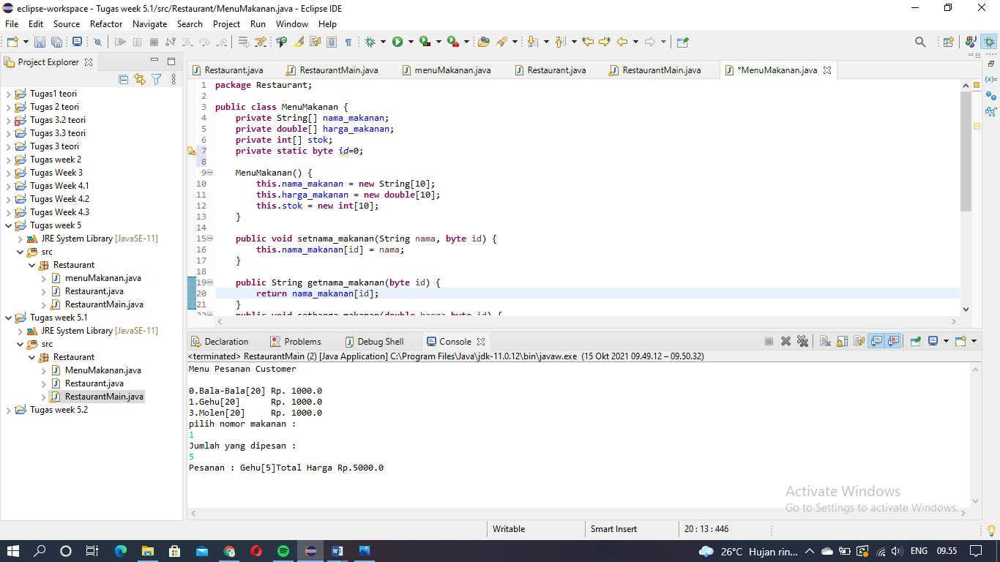 eclipse-workspace - Tugas week 5.1/src/Restaurant/MenuMakanan.java - Eclipse IDE
File Edit Source Refactor Navigate Search Project Run Window Help
Project Explorer
Tugas1 teori
Tugas 2 teori
Tugas 3.2 teori
Tugas 3.3 teori
Tugas 3 teori
Tugas week 2
Tugas Week 3
Tugas Week 4.1
Tugas Week 4.2
Tugas Week 4.3
Tugas week 5
JRE System Library [JavaSE-11]
src
Restaurant
menuMakanan.java
Restaurant.java
RestaurantMain.java
Tugas week 5.1
JRE System Library [JavaSE-11]
src
Restaurant
MenuMakanan.java
Restaurant.java
RestaurantMain.java
Tugas week 5.2
Restaurant.java RestaurantMain.java menuMakanan.java Restaurant.java RestaurantMain.java *MenuMakanan.java
1 package Restaurant;
2
3 public class MenuMakanan {
4 private String[] nama_makanan;
5 private double[] harga_makanan;
6 private int[] stok;
7 private static byte id=0;
8
9 MenuMakanan() {
10 this.nama_makanan = new String[10];
11 this.harga_makanan = new double[10];
12 this.stok = new int[10];
13 }
14
15 public void setnama_makanan(String nama, byte id) {
16 this.nama_makanan[id] = nama;
17 }
18
19 public String getnama_makanan(byte id) {
20 return nama_makanan[id];
21 }
22 public void setharga_makanan(double harga,byte id) {
Declaration Problems Debug Shell Console
<terminated> RestaurantMain (2) [Java Application] C:\Program Files\Java\jdk-11.0.12\bin\javaw.exe (15 Okt 2021 09.49.12 – 09.50.32)
Menu Pesanan Customer
0.Bala-Bala[20] Rp. 1000.0
1.Gehu[20] Rp. 1000.0
3.Molen[20] Rp. 1000.0
pilih nomor makanan :
1
Jumlah yang dipesan :
5
Pesanan : Gehu[5]Total Harga Rp.5000.0
Activate Windows
Go to Settings to activate Windows.
Writable Smart Insert 20 : 13 : 446
26°C Hujan rin... ENG 09.55